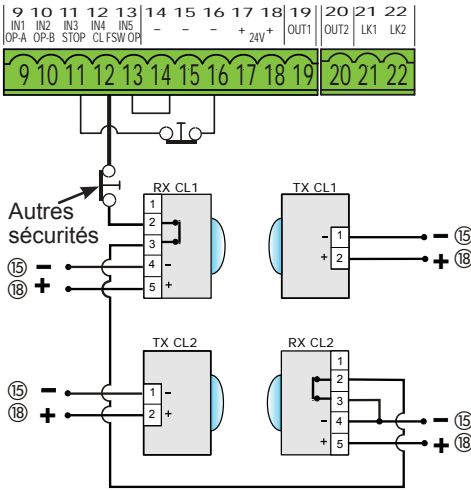 9 10 11 12 13 14 15 16 17 18 19 20 21 22
IN1 IN2 IN3 IN4 IN5 – – – + 24V + OUT1 OUT2 LK1 LK2
OP-A OP-B STOP CL FSW OP
9 10 11 12 13 14 15 16 17 18 19 20 21 22
Autres
sécurités
RX CL1
1
2
3
4 -
5 +
⑮ -
⑱ +
TX CL1
- 1
+ 2
- ⑮
+ ⑱
TX CL2
1 -
2 +
⑮ -
⑱ +
RX CL2
1
2
3
- 4
+ 5
- ⑮
+ ⑱